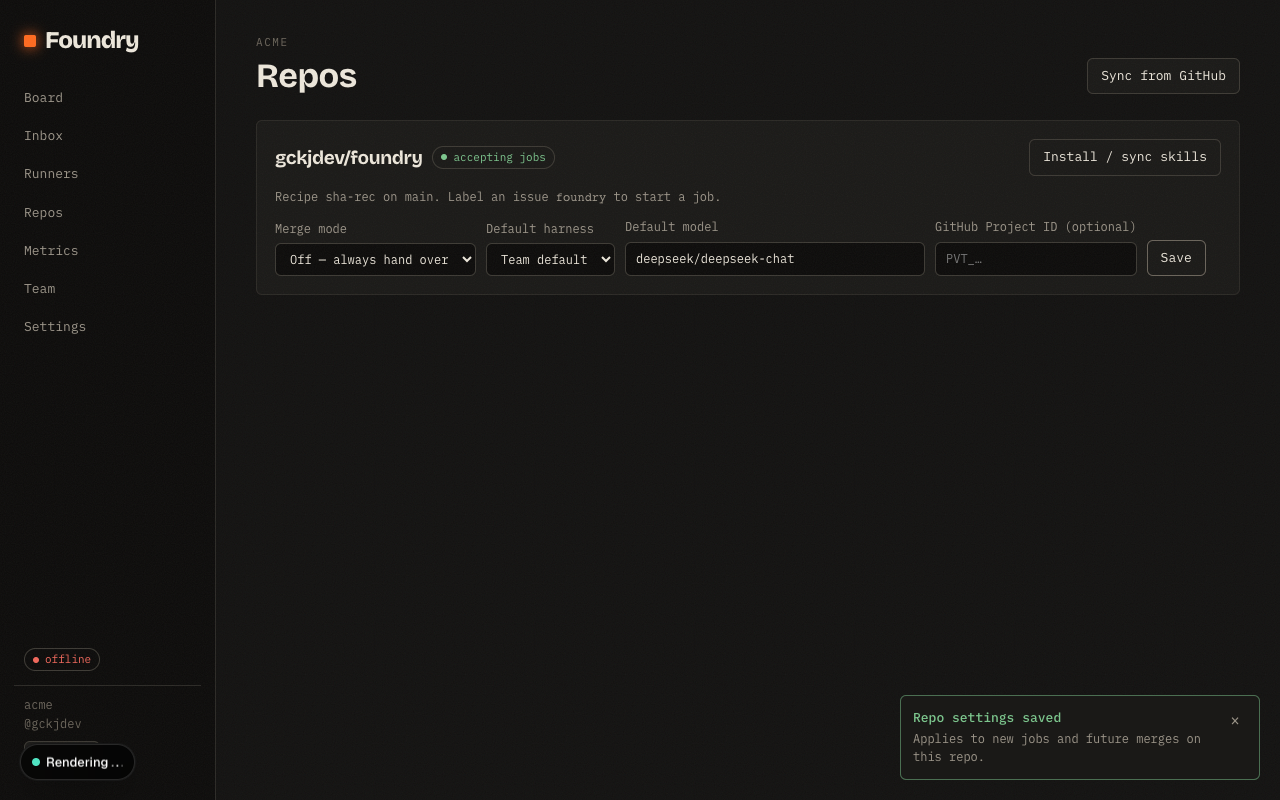 Foundry
Board
Inbox
Runners
Repos
Metrics
Team
Settings
offline
acme
@gckjdev
Rendering ...
ACME
Repos
Sync from GitHub
gckjdev/foundry
accepting jobs
Install / sync skills
Recipe sha-rec on main. Label an issue foundry to start a job.
Merge mode
Default harness
Default model
GitHub Project ID (optional)
Off — always hand over
Team default
deepseek/deepseek-chat
PVT_…
Save
Repo settings saved
×
Applies to new jobs and future merges on
this repo.